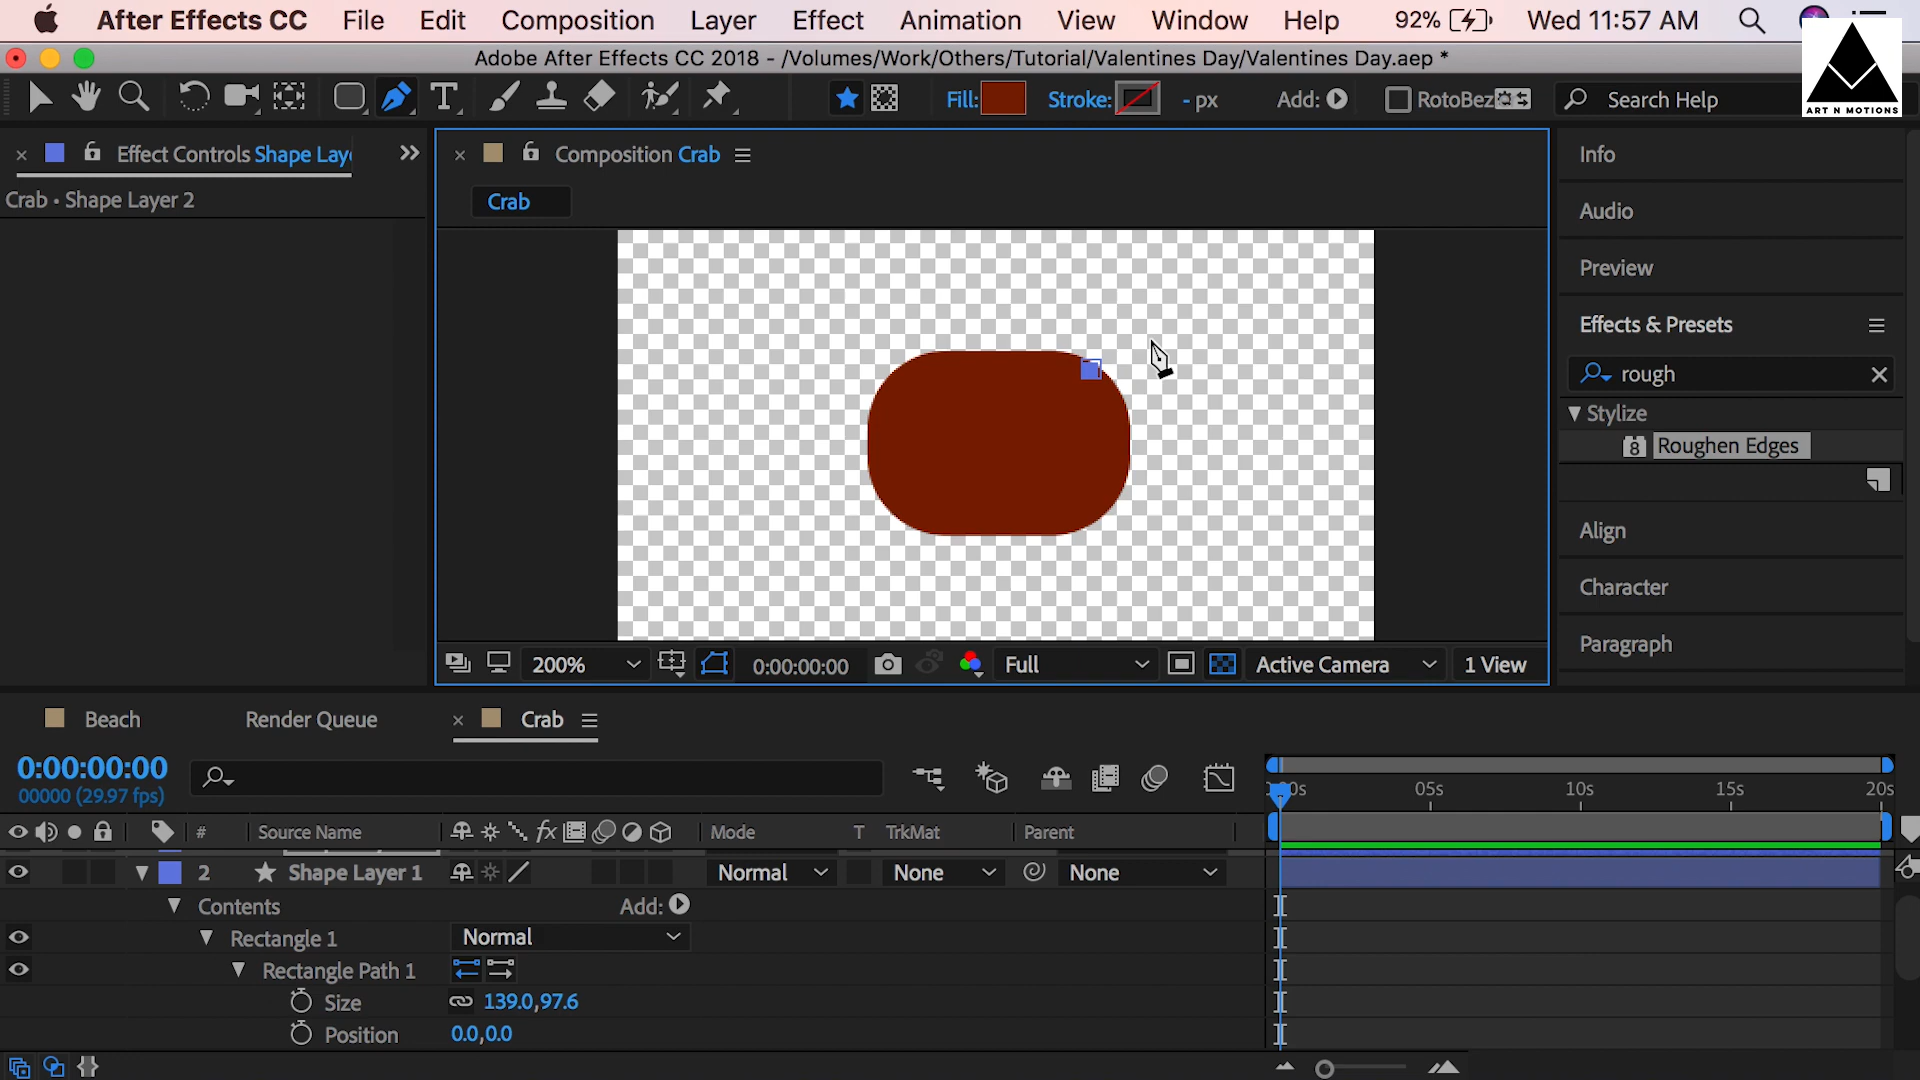 After Effects CC File Edit Composition Layer Effect Animation View Window Help 92% Wed 11:57 AM
Adobe After Effects CC 2018 - /Volumes/Work/Others/Tutorial/Valentines Day/Valentines Day.aep *
T Fill: Stroke: - px Add: RotoBez Search Help
ART N MOTIONS
Effect Controls Shape Lay
Crab • Shape Layer 2
Composition Crab
Crab
Info
Audio
Preview
Effects & Presets
rough
Stylize
8 Roughen Edges
Align
Character
Paragraph
200% 0:00:00:00 Full Active Camera 1 View
Beach Render Queue Crab
0:00:00:00
00000 (29.97 fps)
05s 10s 15s 20s
# Source Name fx Mode T TrkMat Parent
2 Shape Layer 1 Normal None None
Contents Add:
Rectangle 1 Normal
Rectangle Path 1
Size 139.0,97.6
Position 0.0,0.0